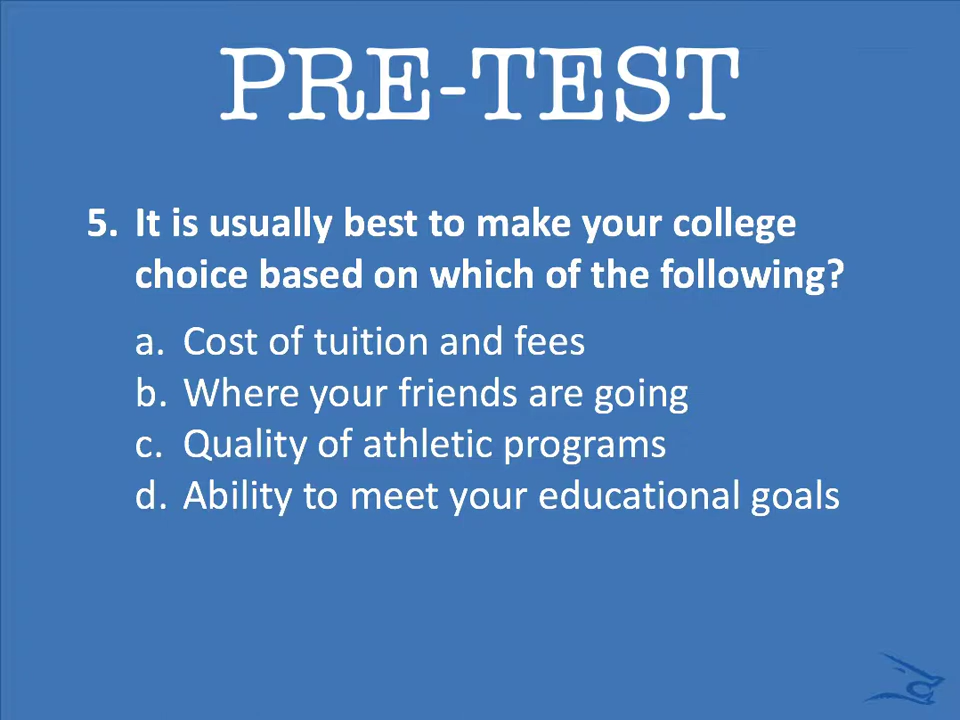 PRE-TEST
5. It is usually best to make your college
choice based on which of the following?
a. Cost of tuition and fees
b. Where your friends are going
c. Quality of athletic programs
d. Ability to meet your educational goals